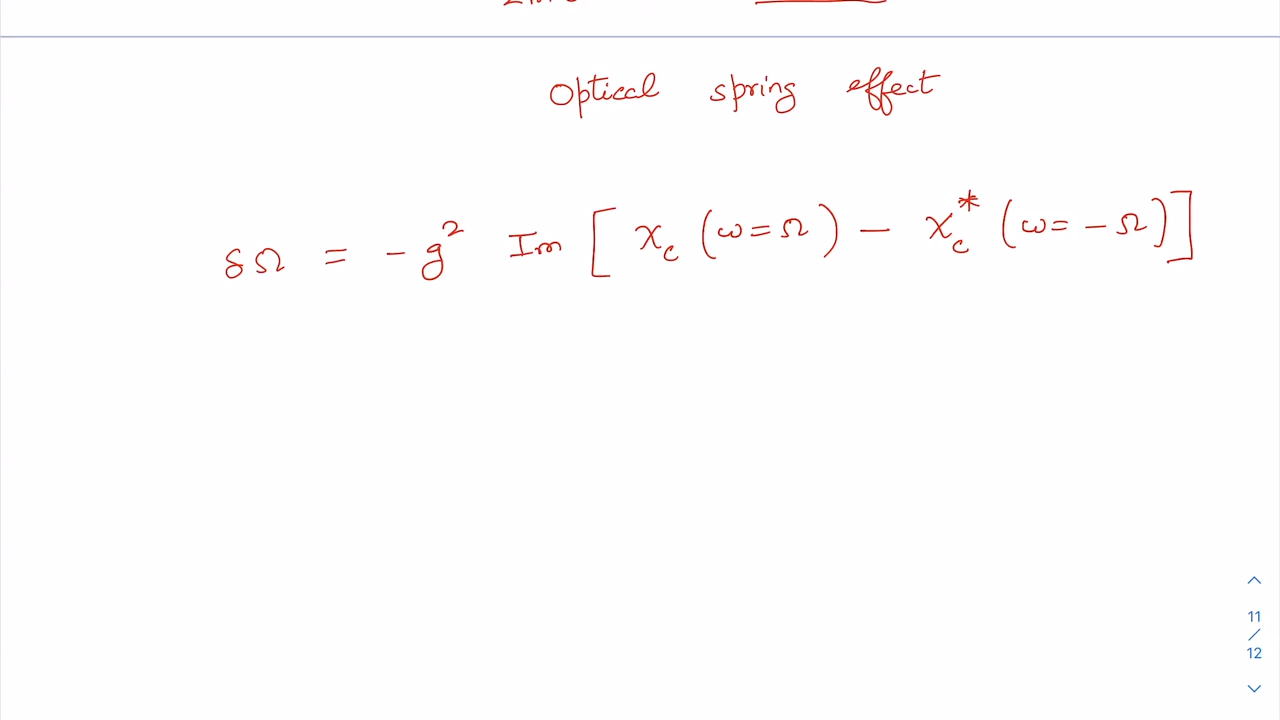 Optical spring effect
δΩ = - g² Im [ χ_c (ω = Ω) - χ_c^* (ω = - Ω) ]
11
/
12